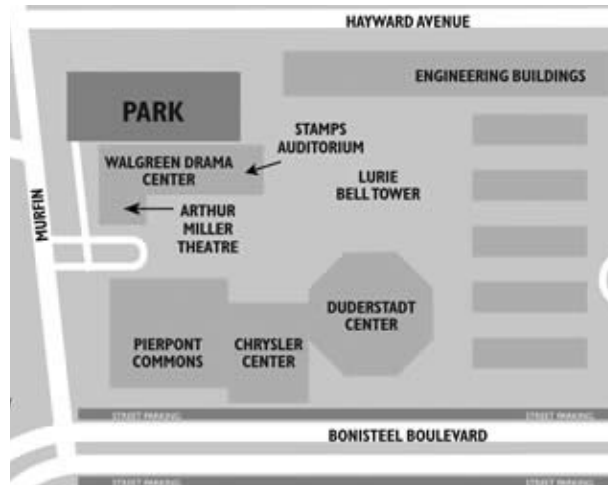 HAYWARD AVENUE
ENGINEERING BUILDINGS
PARK
STAMPS
AUDITORIUM
WALGREEN DRAMA
CENTER
LURIE
BELL TOWER
ARTHUR
MILLER
THEATRE
MURFIN
DUDERSTADT
CENTER
PIERPONT
COMMONS
CHRYSLER
CENTER
STREET PARKING
STREET PARKING
BONISTEEL BOULEVARD
STREET PARKING
STREET PARKING